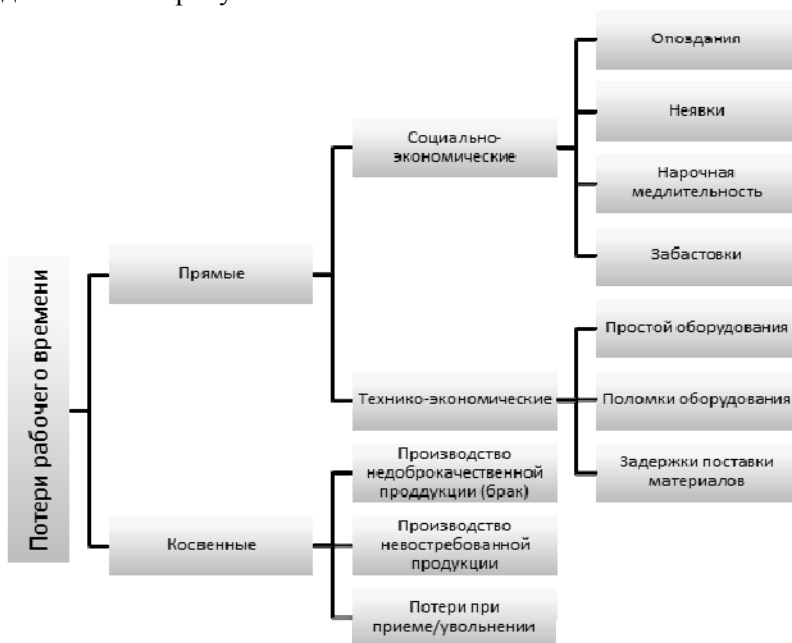 Опоздания
Неявки
Социально-
экономические
Нарочная
медлительность
Забастовки
Прямые
Потери рабочего времени
Простой оборудования
Технико-экономические
Поломки оборудования
Производство
недоброкачественной
проддукции (брак)
Задержки поставки
материалов
Косвенные
Производство
невостребованной
продукции
Потери при
приеме/увольнении